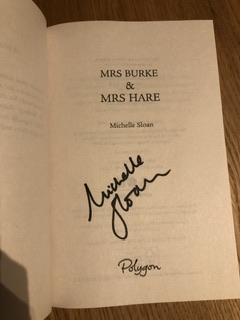 MRS BURKE
&
MRS HARE
Michelle Sloan
Michelle
Sloan
Polygon